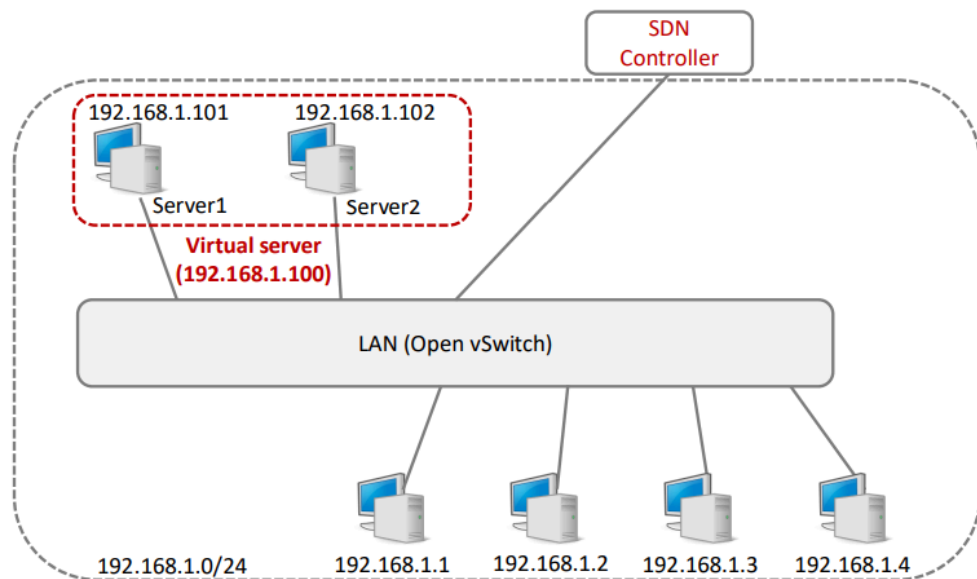 SDN
Controller
192.168.1.101
192.168.1.102
Server1
Server2
Virtual server
(192.168.1.100)
LAN (Open vSwitch)
192.168.1.0/24
192.168.1.1
192.168.1.2
192.168.1.3
192.168.1.4